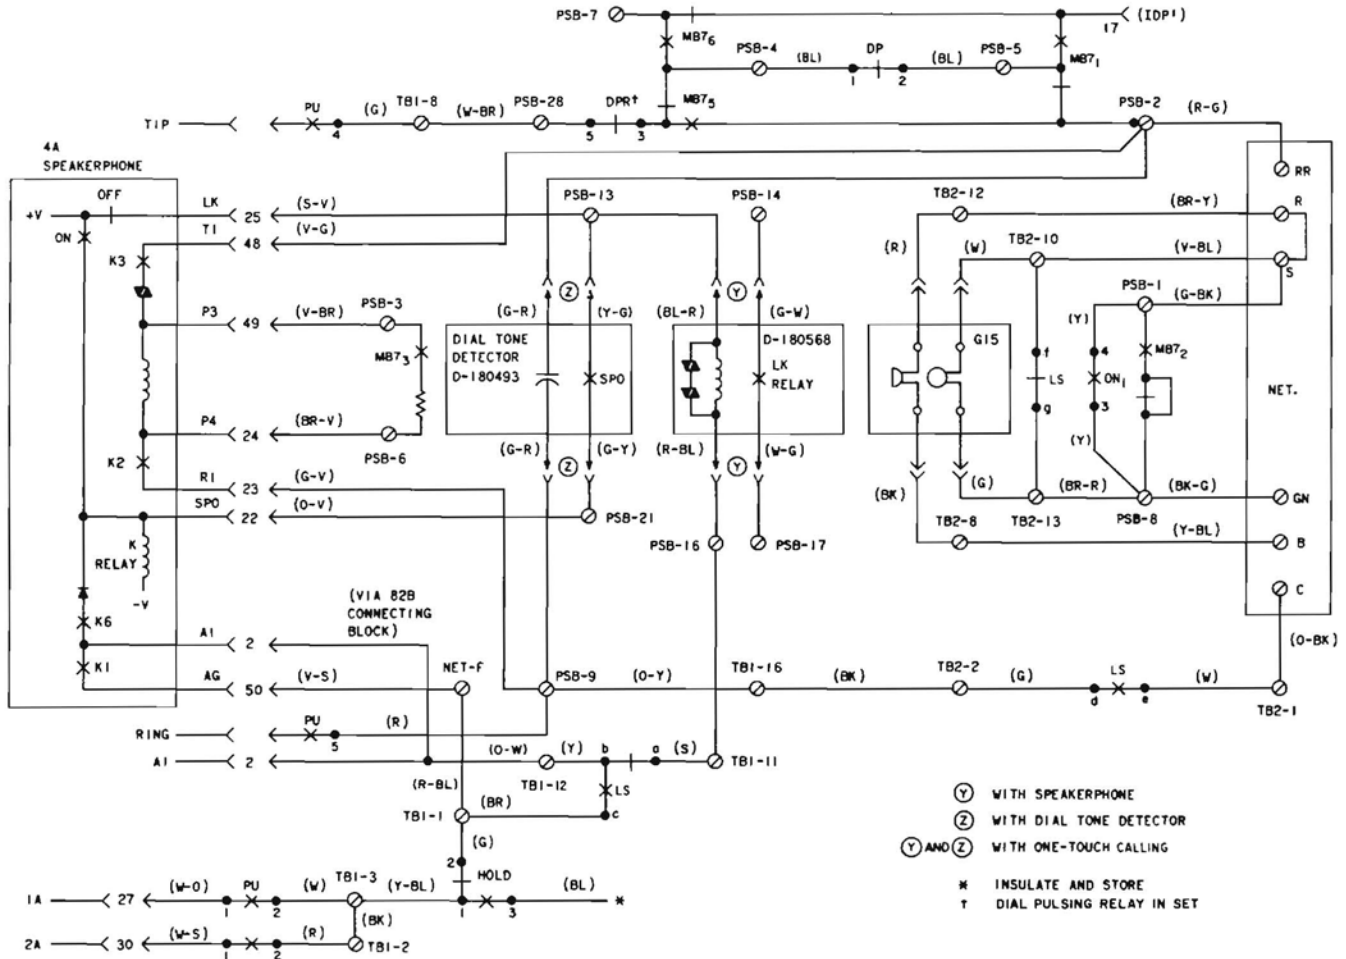 PSB-7 MB7₆ 17 (IDP¹)
PSB-4 (BL) DP (BL) PSB-5 MB7₁
1 2
TIP PU (G) TB1-8 (W-BR) PSB-28 DPR† MB7₅ PSB-2 (R-G)
4 5 3
4A
SPEAKERPHONE
OFF
+V
ON
LK 25 (S-V) PSB-13 PSB-14 TB2-12 (BR-Y) R RR
T1 48 (V-G) (R) (W) TB2-10 (V-BL) S
K3
(G-R) Z (Y-G) (BL-R) Y (G-W) PSB-1 (G-BK)
P3 49 (V-BR) PSB-3
MB7₃
DIAL TONE
DETECTOR
D-180493
SPO
D-180568
LK
RELAY
G15
f
LS
g
(Y)
4
ON₁
3
(Y)
MB7₂
NET.
P4 24 (BR-V) PSB-6
K2
(G-R) Z (G-Y) (R-BL) Y (W-G)
R1 23 (G-V) (BK) (G) (BR-R) (BK-G) GN
SPO 22 (O-V) PSB-21 TB2-8 TB2-13 PSB-8
PSB-16 PSB-17 (Y-BL) B
K
RELAY
-V
C
K6
(VIA 82B
CONNECTING
BLOCK)
A1 2
(O-BK)
K1
AG 50 (V-S) NET-F PSB-9 (O-Y) TB1-16 (BK) TB2-2 (G) LS (W)
d e TB2-1
RING PU (R)
5
A1 2 (O-W) (Y) b a (S)
TB1-12 TB1-11
(R-BL) LS
TB1-1 (BR) c
(G)
2 HOLD
Y WITH SPEAKERPHONE
Z WITH DIAL TONE DETECTOR
Y AND Z WITH ONE-TOUCH CALLING
* INSULATE AND STORE
† DIAL PULSING RELAY IN SET
1A 27 (W-O) PU (W) TB1-3 (Y-BL) (BL) *
1 2 1 3
(BK)
2A 30 (W-S) (R) TB1-2
1 2